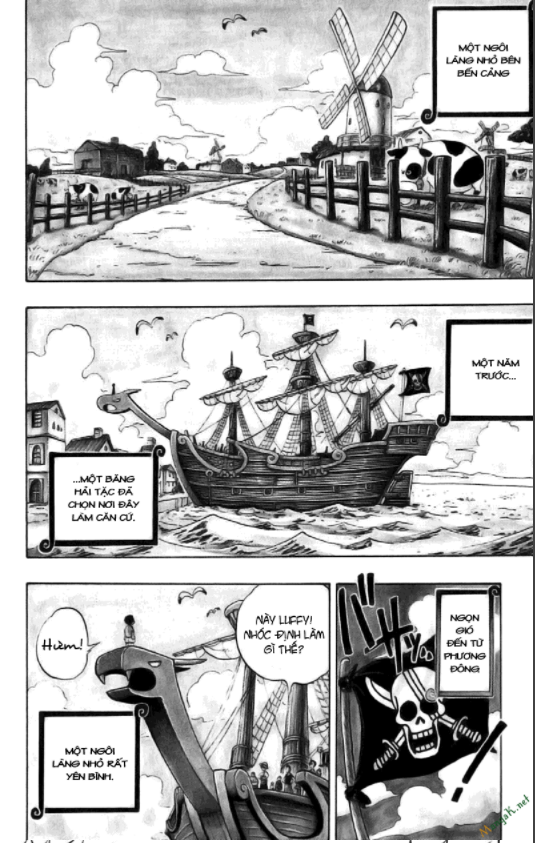 MỘT NGÔI
LÀNG NHỎ BÊN
BẾN CẢNG
MỘT NĂM
TRƯỚC...
...MỘT BĂNG
HẢI TẶC ĐÃ
CHỌN NƠI ĐÂY
LÀM CĂN CỨ.
Hừm!
NÀY LUFFY!
NHÓC ĐỊNH LÀM
GÌ THẾ?
NGỌN
GIÓ
ĐẾN TỪ
PHƯƠNG
ĐÔNG
MỘT NGÔI
LÀNG NHỎ RẤT
YÊN BÌNH.